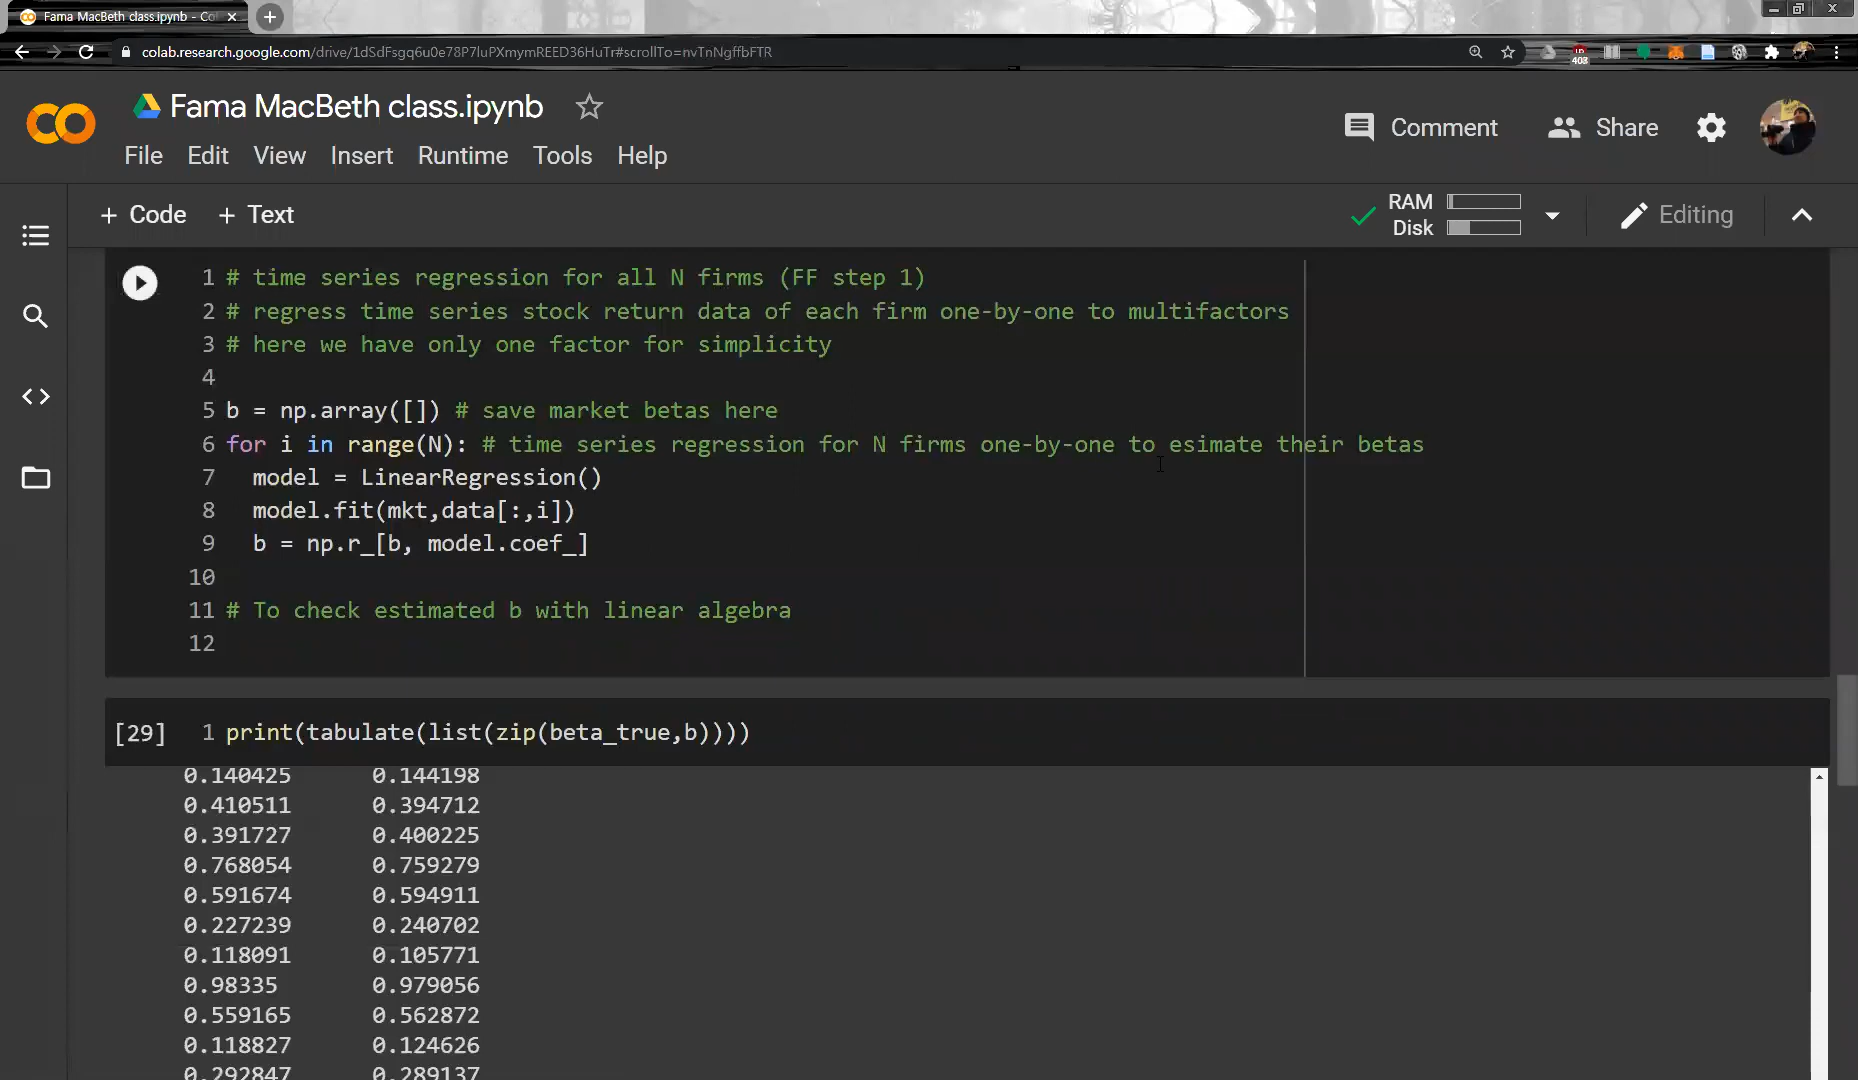 Fama MacBeth class.ipynb - Co
colab.research.google.com/drive/1dSdFsgq6u0e78P7luPXmymREED36HuTr#scrollTo=nvTnNgffbFTR
403
Fama MacBeth class.ipynb
Comment
Share
File Edit View Insert Runtime Tools Help
+ Code + Text
RAM
Disk
Editing
1 # time series regression for all N firms (FF step 1)
2 # regress time series stock return data of each firm one-by-one to multifactors
3 # here we have only one factor for simplicity
4
5 b = np.array([]) # save market betas here
6 for i in range(N): # time series regression for N firms one-by-one to esimate their betas
7 model = LinearRegression()
8 model.fit(mkt,data[:,i])
9 b = np.r_[b, model.coef_]
10
11 # To check estimated b with linear algebra
12
[29] 1 print(tabulate(list(zip(beta_true,b))))
0.140425 0.144198
0.410511 0.394712
0.391727 0.400225
0.768054 0.759279
0.591674 0.594911
0.227239 0.240702
0.118091 0.105771
0.98335 0.979056
0.559165 0.562872
0.118827 0.124626
0.292847 0.289137